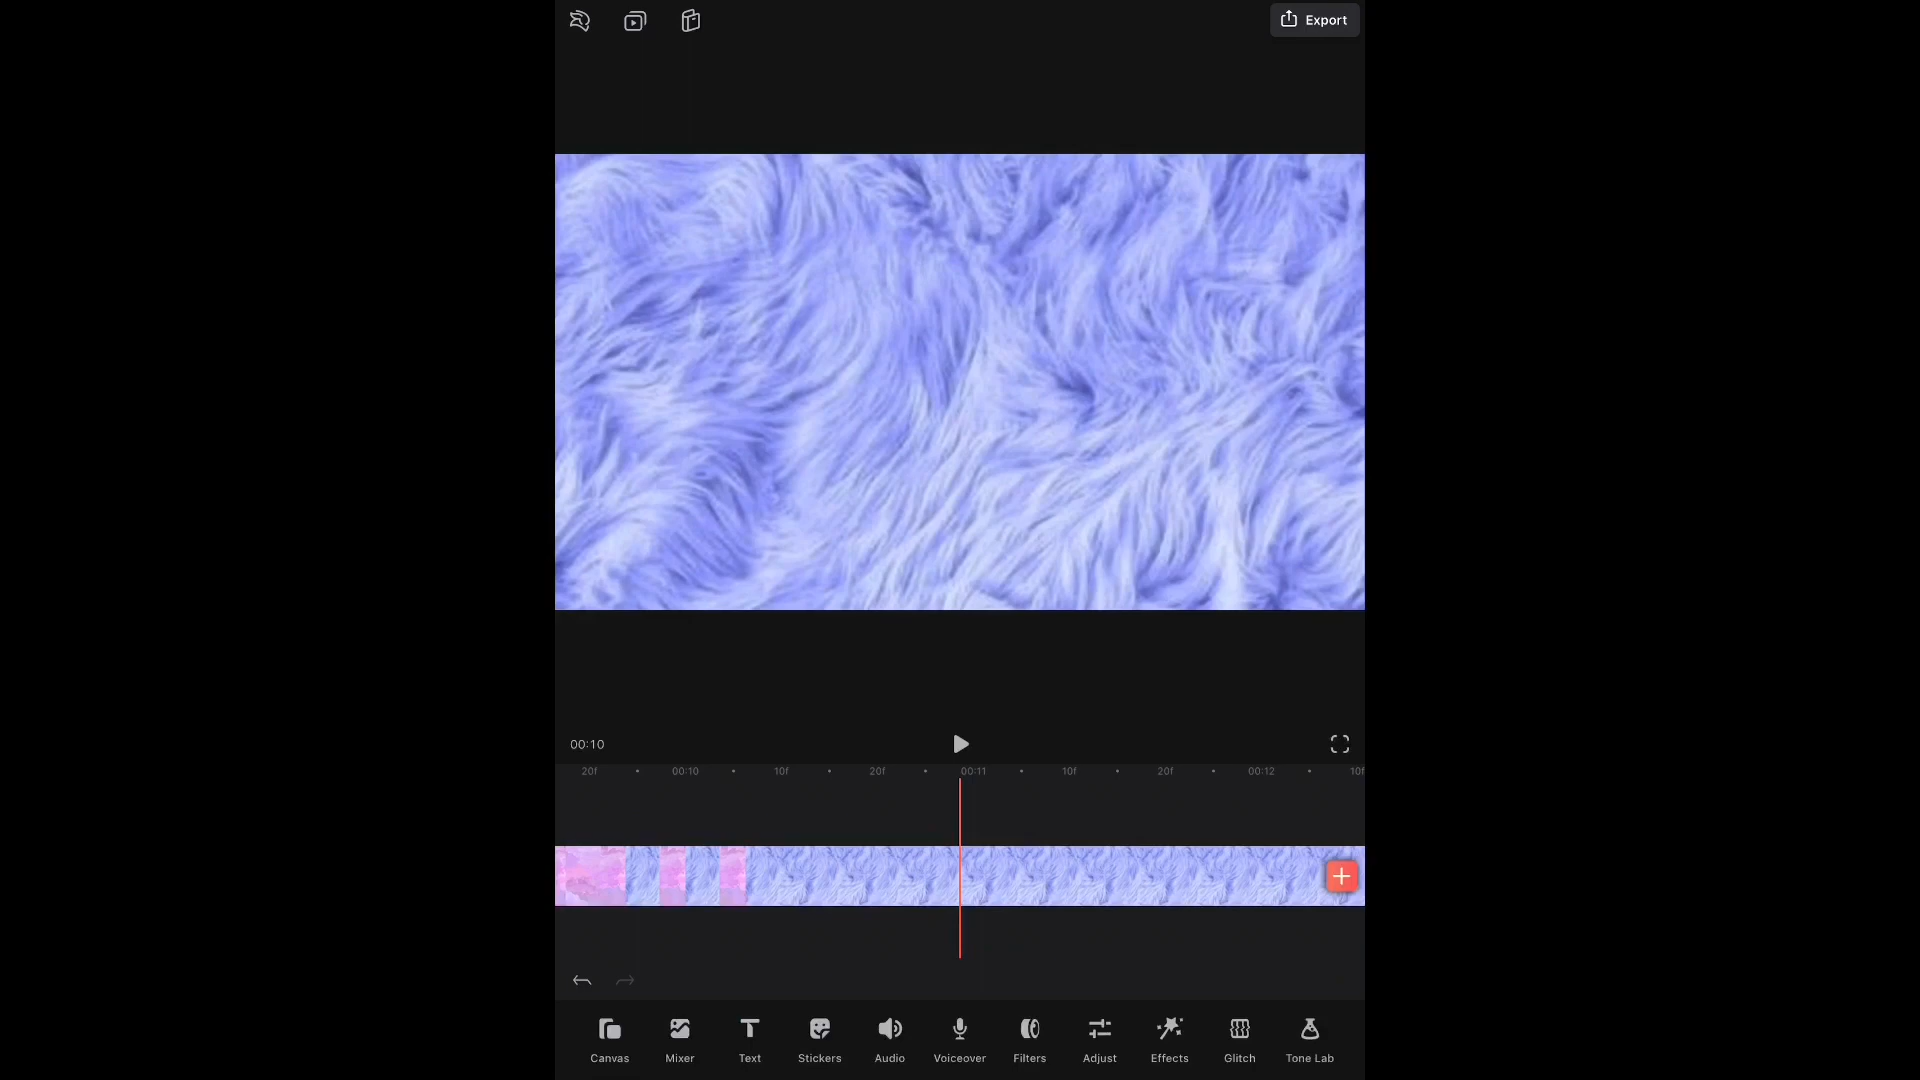 Export
00:10
20f 00:10 10f 20f 00:11 10f 20f 00:12 10f
Canvas Mixer Text Stickers Audio Voiceover Filters Adjust Effects Glitch Tone Lab